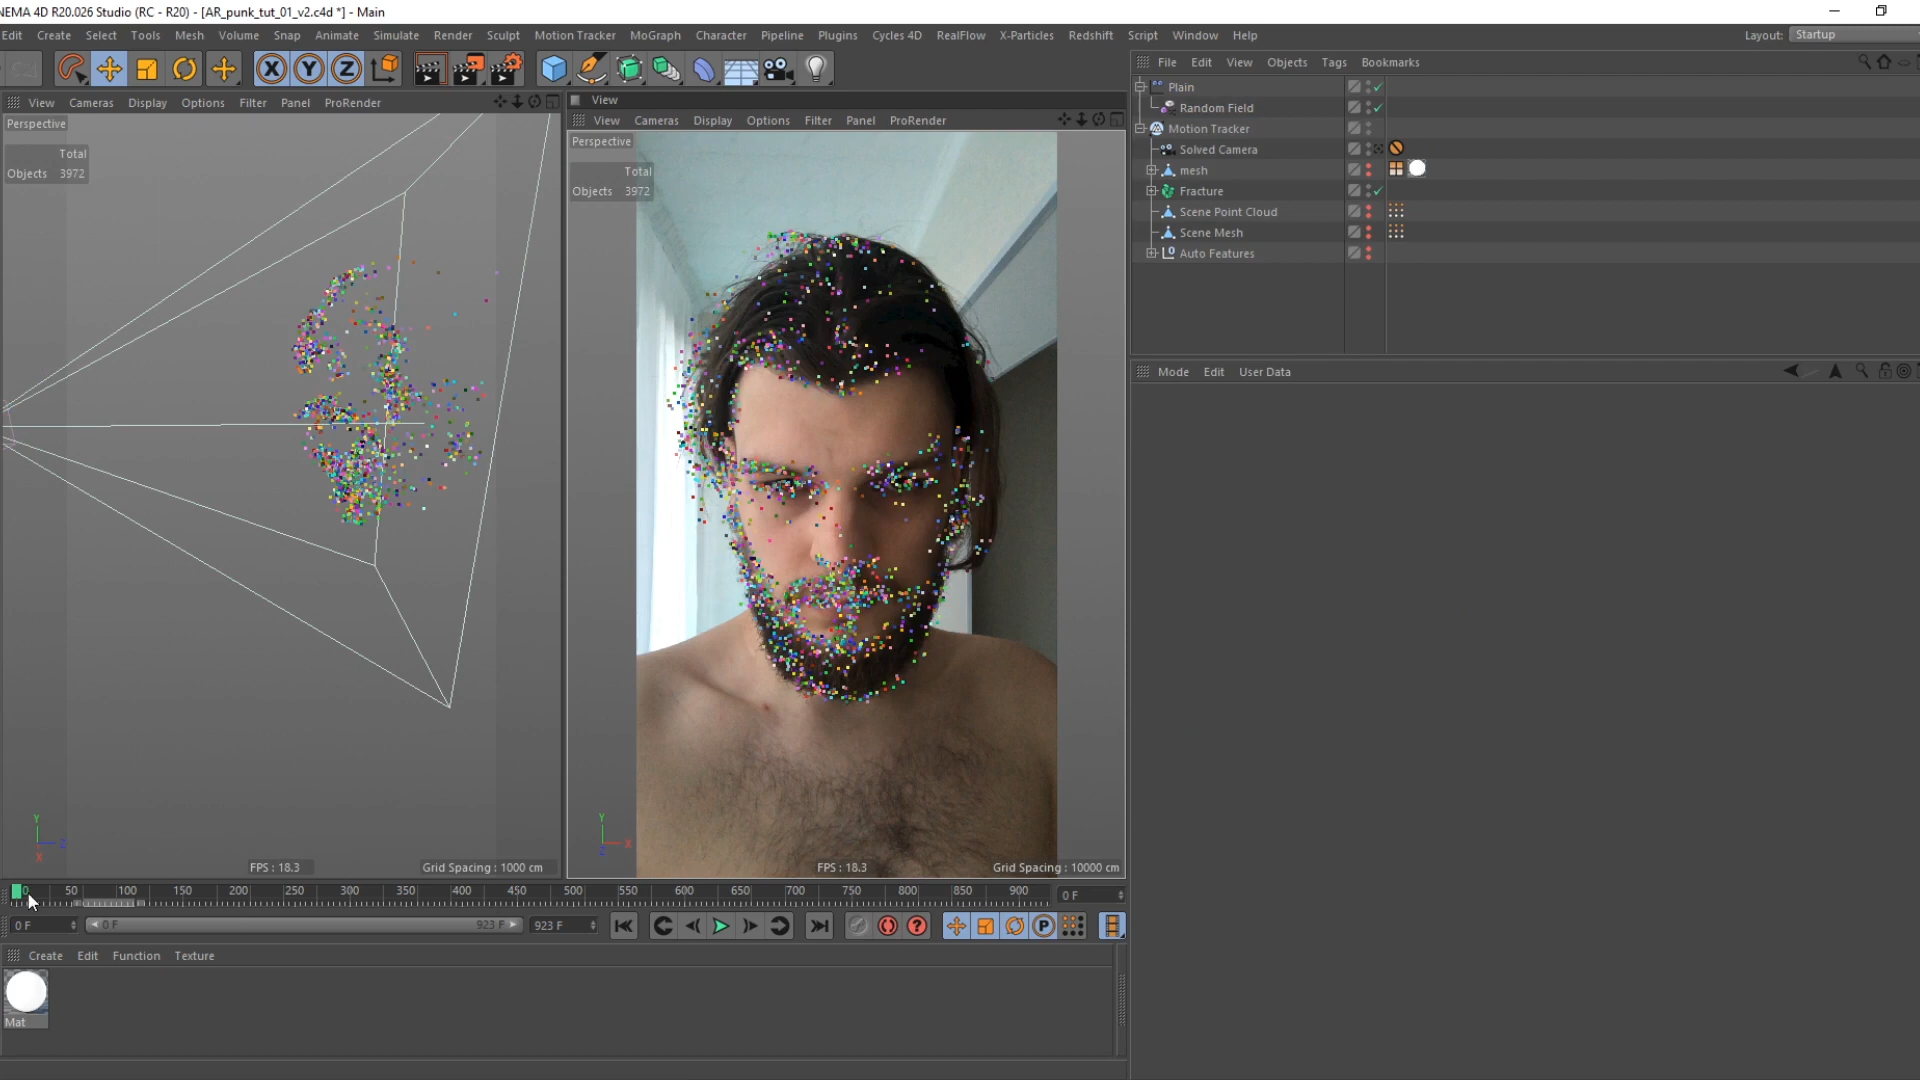 NEMA 4D R20.026 Studio (RC - R20) - [AR_punk_tut_01_v2.c4d *] - Main
Edit Create Select Tools Mesh Volume Snap Animate Simulate Render Sculpt Motion Tracker MoGraph Character Pipeline Plugins Cycles 4D RealFlow X-Particles Redshift Script Window Help Layout: Startup
X Y Z
File Edit View Objects Tags Bookmarks
Plain
Random Field
Motion Tracker
Solved Camera
mesh
Fracture
Scene Point Cloud
Scene Mesh
Auto Features
View Cameras Display Options Filter Panel ProRender
Perspective
Total
Objects 3972
Y
Z
X
FPS : 18.3 Grid Spacing : 1000 cm
View
View Cameras Display Options Filter Panel ProRender
Perspective
Total
Objects 3972
Y
X
Z
FPS : 18.3 Grid Spacing : 10000 cm
Mode Edit User Data
0 50 100 150 200 250 300 350 400 450 500 550 600 650 700 750 800 850 900 0 F
0 F 0 F 923 F 923 F P
Create Edit Function Texture
Mat